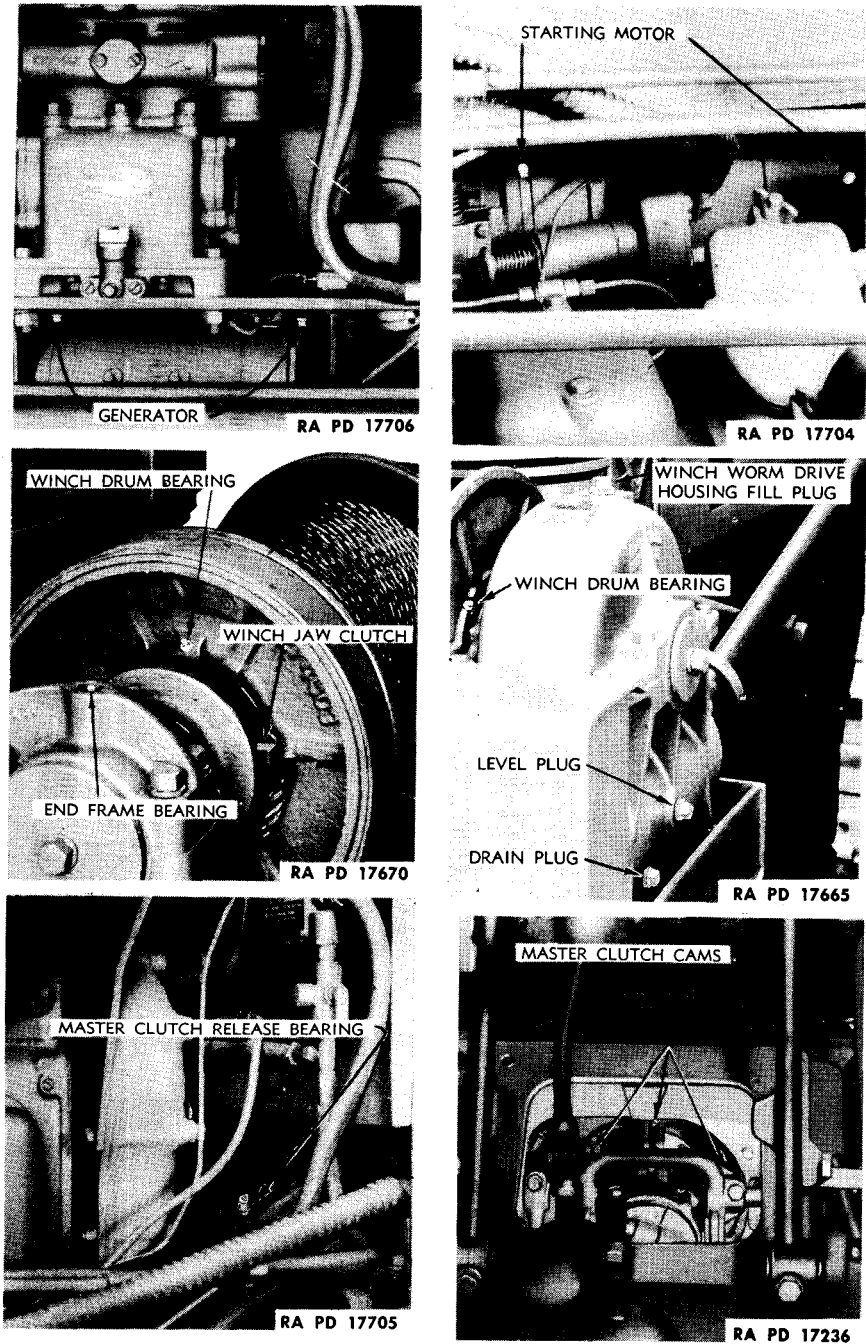 GENERATOR
RA PD 17706
STARTING MOTOR
RA PD 17704
WINCH DRUM BEARING
WINCH JAW CLUTCH
END FRAME BEARING
RA PD 17670
WINCH WORM DRIVE
HOUSING FILL PLUG
WINCH DRUM BEARING
LEVEL PLUG
DRAIN PLUG
RA PD 17665
MASTER CLUTCH RELEASE BEARING
RA PD 17705
MASTER CLUTCH CAMS
RA PD 17236